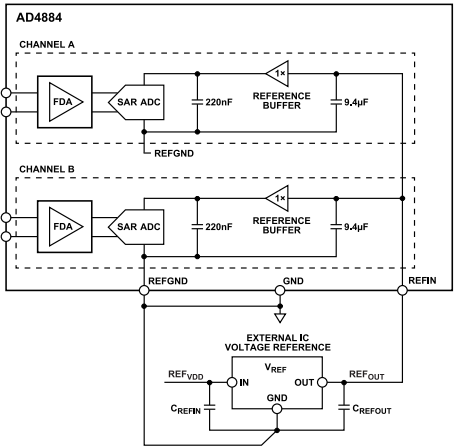 AD4884
CHANNEL A
FDA
SAR ADC
220nF
1×
REFERENCE
BUFFER
9.4µF
REFGND
CHANNEL B
FDA
SAR ADC
220nF
1×
REFERENCE
BUFFER
9.4µF
REFGND
GND
REFIN
EXTERNAL IC
VOLTAGE REFERENCE
REFVDD
IN
VREF
OUT
REFOUT
GND
CREFIN
CREFOUT